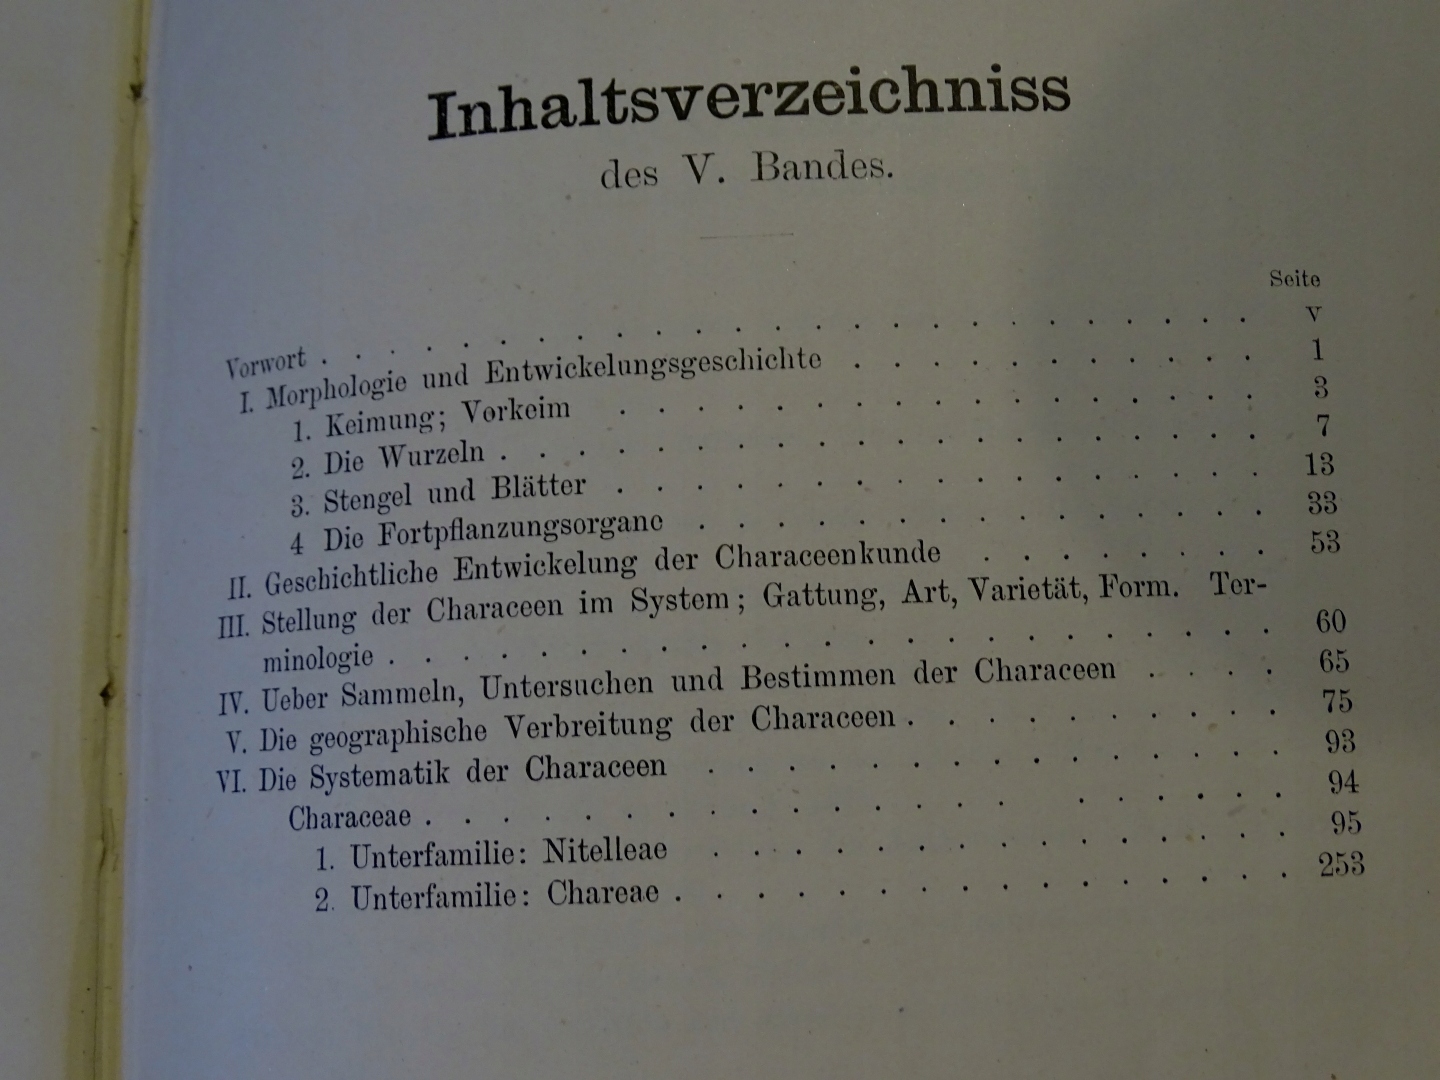 Inhaltsverzeichniss
des V. Bandes.
Seite
Vorwort . . . . . . . . . . . . . . . . . . . . . . . . V
I. Morphologie und Entwickelungsgeschichte . . . . . . . . . . . 1
1. Keimung; Vorkeim . . . . . . . . . . . . . . . . . 3
2. Die Wurzeln . . . . . . . . . . . . . . . . . . . . 7
3. Stengel und Blätter . . . . . . . . . . . . . . . . . 13
4 Die Fortpflanzungsorgane . . . . . . . . . . . . . . . 33
II. Geschichtliche Entwickelung der Characeenkunde . . . . . . . . 53
III. Stellung der Characeen im System; Gattung, Art, Varietät, Form. Ter-
minologie . . . . . . . . . . . . . . . . . . . . . . . 60
IV. Ueber Sammeln, Untersuchen und Bestimmen der Characeen . . . . 65
V. Die geographische Verbreitung der Characeen . . . . . . . . . . 75
VI. Die Systematik der Characeen . . . . . . . . . . . . . . . 93
Characeae . . . . . . . . . . . . . . . . . . . . . 94
1. Unterfamilie: Nitelleae . . . . . . . . . . . . . . . 95
2. Unterfamilie: Chareae . . . . . . . . . . . . . . . . 253